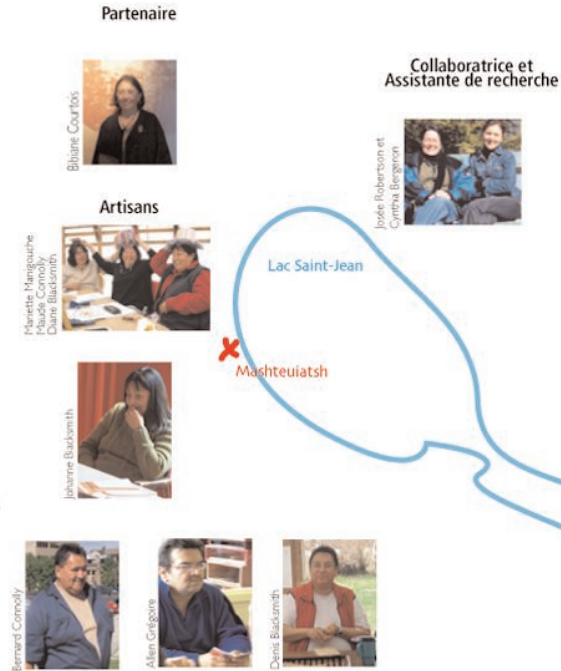 Partenaire
Bibiane Courtois
Collaboratrice et
Assistante de recherche
Josée Robertson et
Cynthia Bergeron
Artisans
Mariette Manigouche
Maude Connolly
Diane Blacksmith
Lac Saint-Jean
Mashteuiatsh
Johanne Blacksmith
Bernard Connolly
Allen Grégoire
Denis Blacksmith